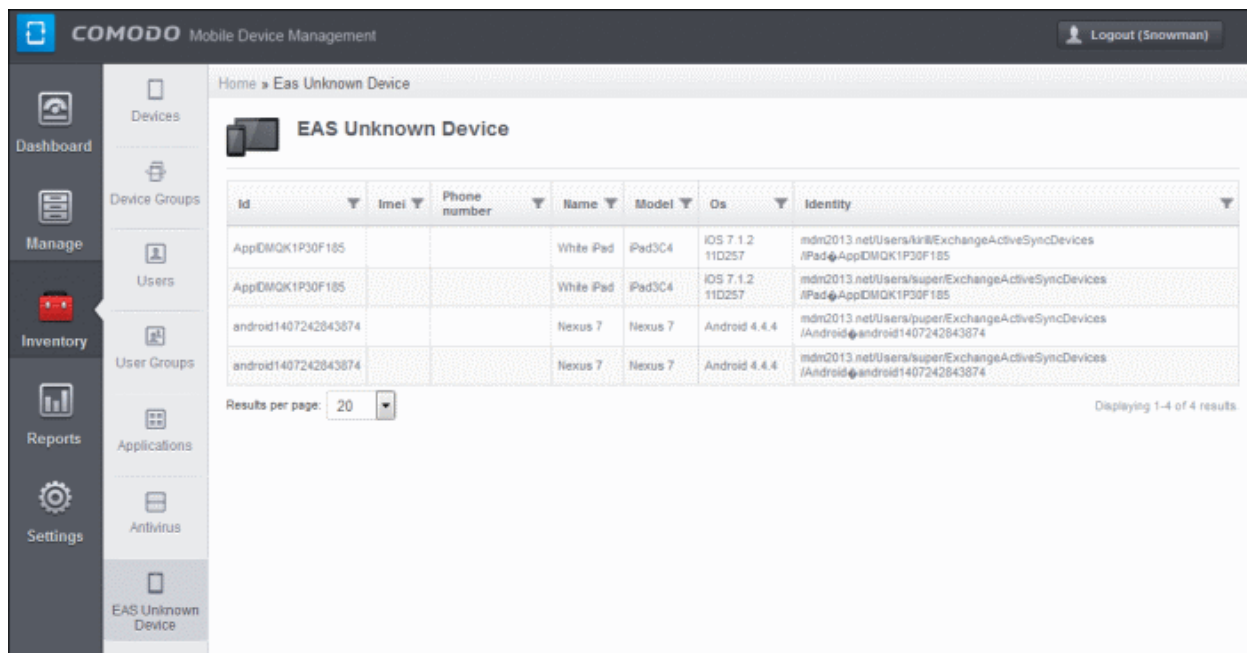 COMODO Mobile Device Management
Logout (Snowman)
Dashboard
Manage
Inventory
Reports
Settings
Devices
Device Groups
Users
User Groups
Applications
Antivirus
EAS Unknown
Device
Home » Eas Unknown Device
EAS Unknown Device
Id Imei Phone number Name Model Os Identity
ApplDMQK1P30F185 White iPad iPad3C4 iOS 7.1.2 11D257 mdm2013.net/Users/kirill/ExchangeActiveSyncDevices
/iPad�ApplDMQK1P30F185
ApplDMQK1P30F185 White iPad iPad3C4 iOS 7.1.2 11D257 mdm2013.net/Users/super/ExchangeActiveSyncDevices
/iPad�ApplDMQK1P30F185
android1407242843874 Nexus 7 Nexus 7 Android 4.4.4 mdm2013.net/Users/puper/ExchangeActiveSyncDevices
/Android�android1407242843874
android1407242843874 Nexus 7 Nexus 7 Android 4.4.4 mdm2013.net/Users/super/ExchangeActiveSyncDevices
/Android�android1407242843874
Results per page: 20
Displaying 1-4 of 4 results.